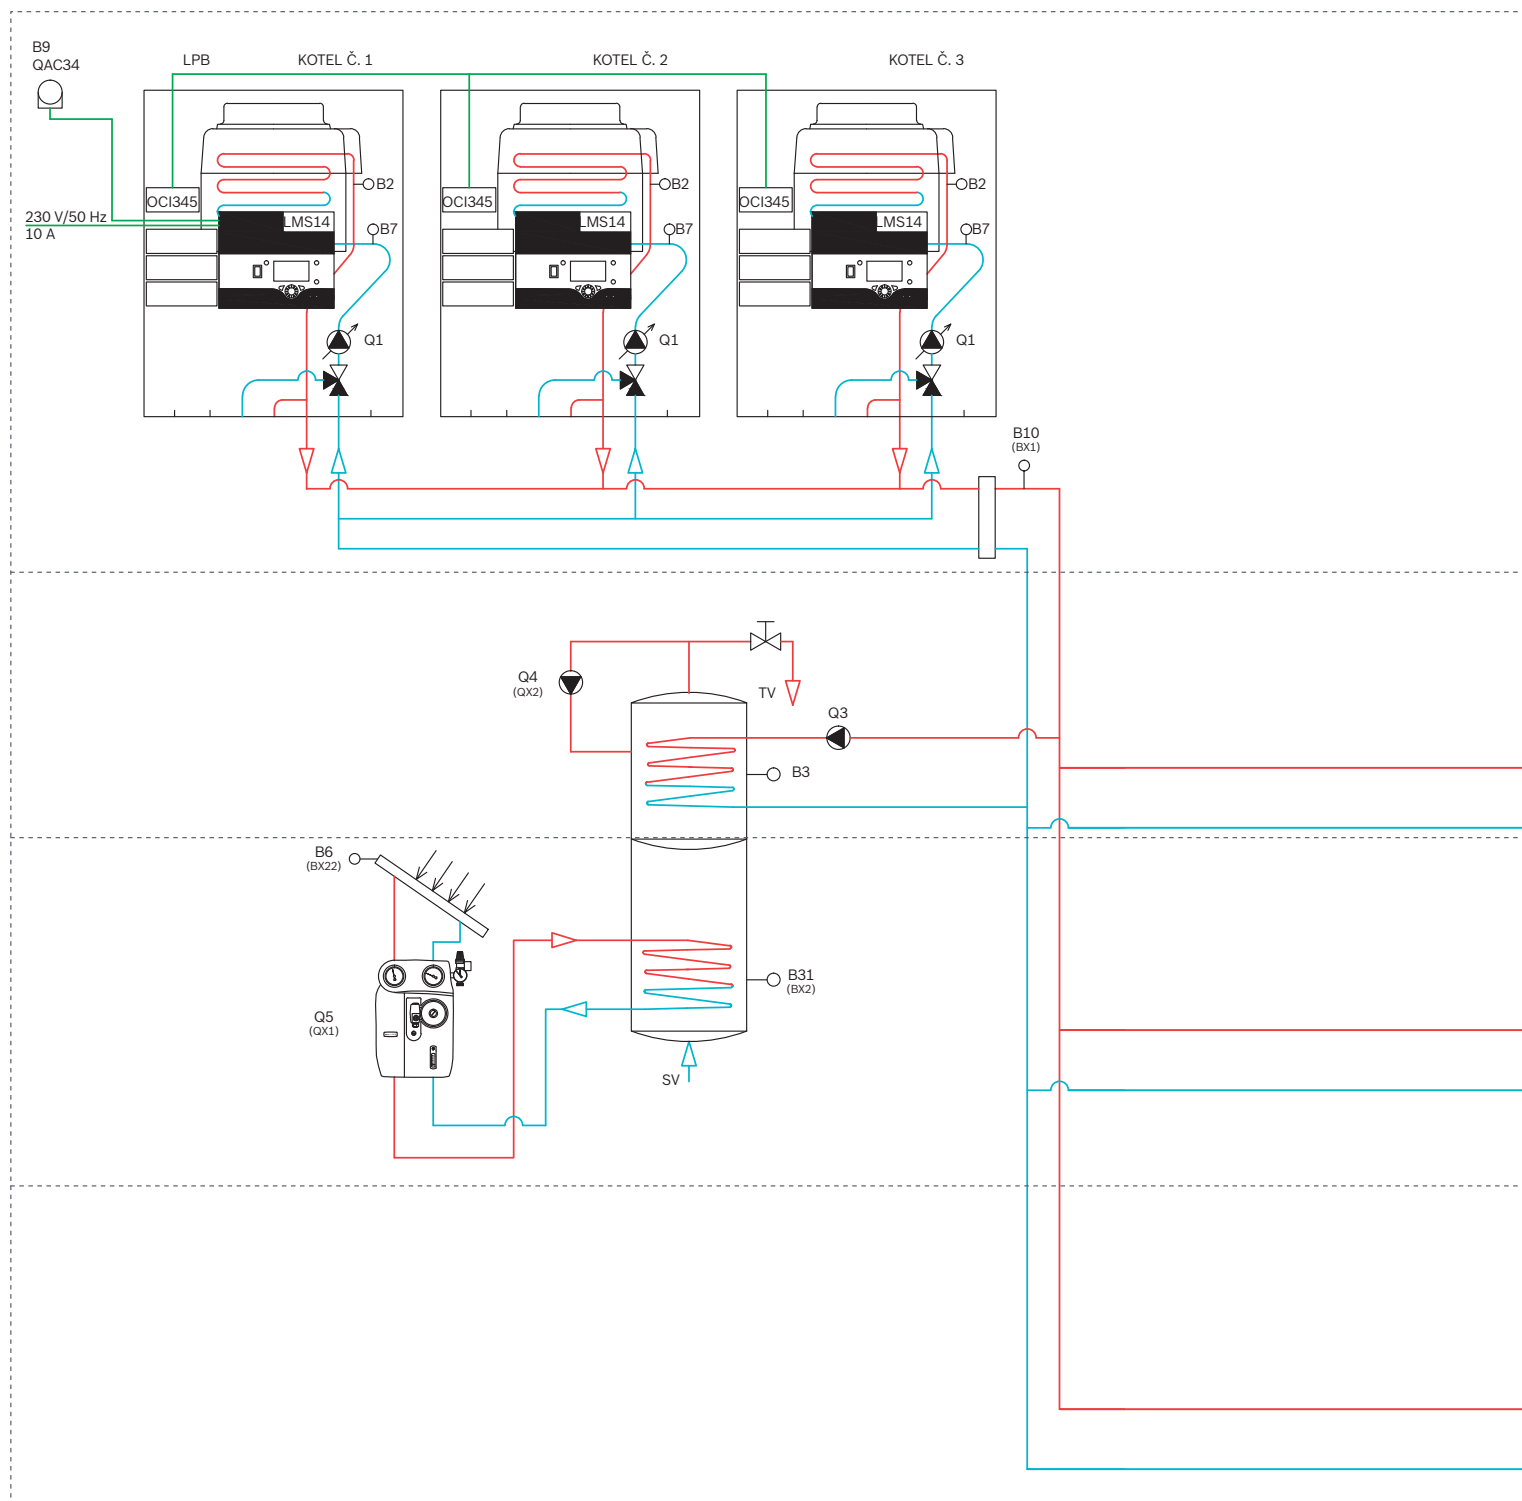 B9
QAC34
LPB
KOTEL Č. 1
KOTEL Č. 2
KOTEL Č. 3
B2
B2
B2
OCI345
OCI345
OCI345
230 V/50 Hz
10 A
LMS14
LMS14
LMS14
B7
B7
B7
Q1
Q1
Q1
B10
(BX1)
Q4
(QX2)
TV
Q3
B3
B6
(BX22)
B31
(BX2)
Q5
(QX1)
SV